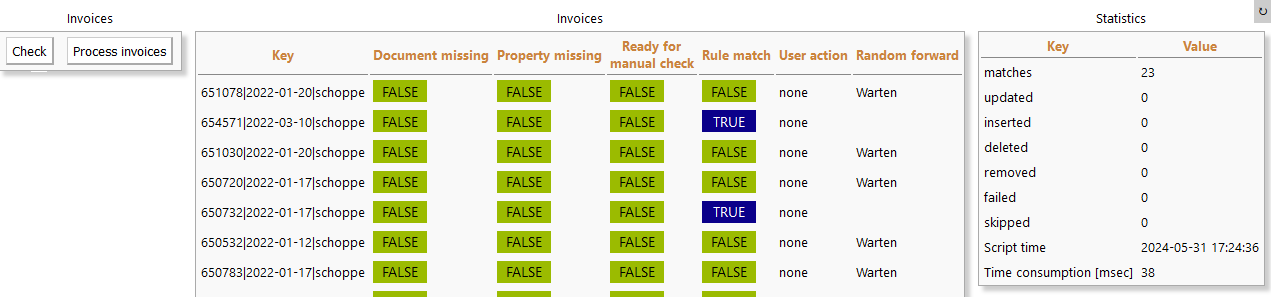 Invoices
Check Process invoices
Invoices
Key Document missing Property missing Ready for manual check Rule match User action Random forward
651078|2022-01-20|schoppe FALSE FALSE FALSE FALSE none Warten
654571|2022-03-10|schoppe FALSE FALSE FALSE TRUE none
651030|2022-01-20|schoppe FALSE FALSE FALSE FALSE none Warten
650720|2022-01-17|schoppe FALSE FALSE FALSE FALSE none Warten
650732|2022-01-17|schoppe FALSE FALSE FALSE TRUE none
650532|2022-01-12|schoppe FALSE FALSE FALSE FALSE none Warten
650783|2022-01-17|schoppe FALSE FALSE FALSE FALSE none Warten
Statistics
Key Value
matches 23
updated 0
inserted 0
deleted 0
removed 0
failed 0
skipped 0
Script time 2024-05-31 17:24:36
Time consumption [msec] 38